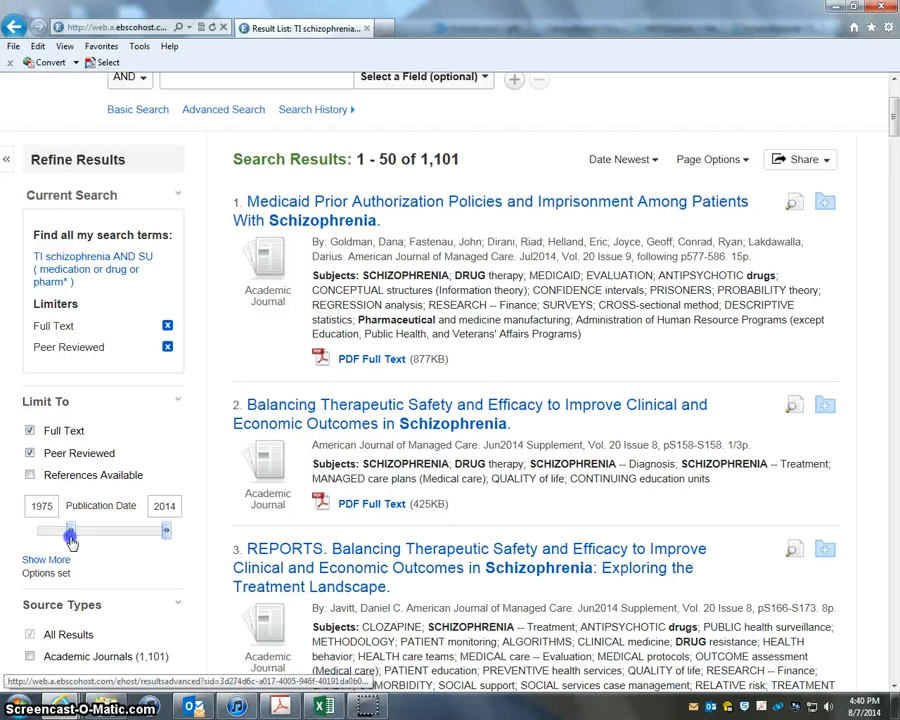 http://web.a.ebscohost.c...
Result List: TI schizophrenia...
File Edit View Favorites Tools Help
x Convert Select
AND
Select a Field (optional)
Basic Search Advanced Search Search History
Refine Results
Current Search
Find all my search terms:
TI schizophrenia AND SU
( medication or drug or
pharm* )
Limiters
Full Text
Peer Reviewed
Limit To
Full Text
Peer Reviewed
References Available
1975 Publication Date 2014
Show More
Options set
Source Types
All Results
Academic Journals (1,101)
Search Results: 1 - 50 of 1,101
Date Newest Page Options Share
1. Medicaid Prior Authorization Policies and Imprisonment Among Patients
With Schizophrenia.
Academic
Journal
By: Goldman, Dana; Fastenau, John; Dirani, Riad; Helland, Eric; Joyce, Geoff; Conrad, Ryan; Lakdawalla,
Darius. American Journal of Managed Care. Jul2014, Vol. 20 Issue 9, following p577-586. 15p.
Subjects: SCHIZOPHRENIA; DRUG therapy; MEDICAID; EVALUATION; ANTIPSYCHOTIC drugs;
CONCEPTUAL structures (Information theory); CONFIDENCE intervals; PRISONERS; PROBABILITY theory;
REGRESSION analysis; RESEARCH -- Finance; SURVEYS; CROSS-sectional method; DESCRIPTIVE
statistics; Pharmaceutical and medicine manufacturing; Administration of Human Resource Programs (except
Education, Public Health, and Veterans' Affairs Programs)
PDF Full Text (877KB)
2. Balancing Therapeutic Safety and Efficacy to Improve Clinical and
Economic Outcomes in Schizophrenia.
Academic
Journal
American Journal of Managed Care. Jun2014 Supplement, Vol. 20 Issue 8, pS158-S158. 1/3p.
Subjects: SCHIZOPHRENIA; DRUG therapy; SCHIZOPHRENIA -- Diagnosis; SCHIZOPHRENIA -- Treatment;
MANAGED care plans (Medical care); QUALITY of life; CONTINUING education units
PDF Full Text (425KB)
3. REPORTS. Balancing Therapeutic Safety and Efficacy to Improve
Clinical and Economic Outcomes in Schizophrenia: Exploring the
Treatment Landscape.
Academic
Journal
By: Javitt, Daniel C. American Journal of Managed Care. Jun2014 Supplement, Vol. 20 Issue 8, pS166-S173. 8p.
Subjects: CLOZAPINE; SCHIZOPHRENIA -- Treatment; ANTIPSYCHOTIC drugs; PUBLIC health surveillance;
METHODOLOGY; PATIENT monitoring; ALGORITHMS; CLINICAL medicine; DRUG resistance; HEALTH
behavior; HEALTH care teams; MEDICAL care -- Evaluation; MEDICAL protocols; OUTCOME assessment
(Medical care); PATIENT education; PREVENTIVE health services; QUALITY of life; RESEARCH -- Finance;
COMORBIDITY; SOCIAL support; SOCIAL services case management; RELATIVE risk; TREATMENT
http://web.a.ebscohost.com/ehost/resultsadvanced?sid=3d274d6c-a017-4005-946f-40191da0b0...
Screencast-O-Matic.com
4:40 PM
8/7/2014